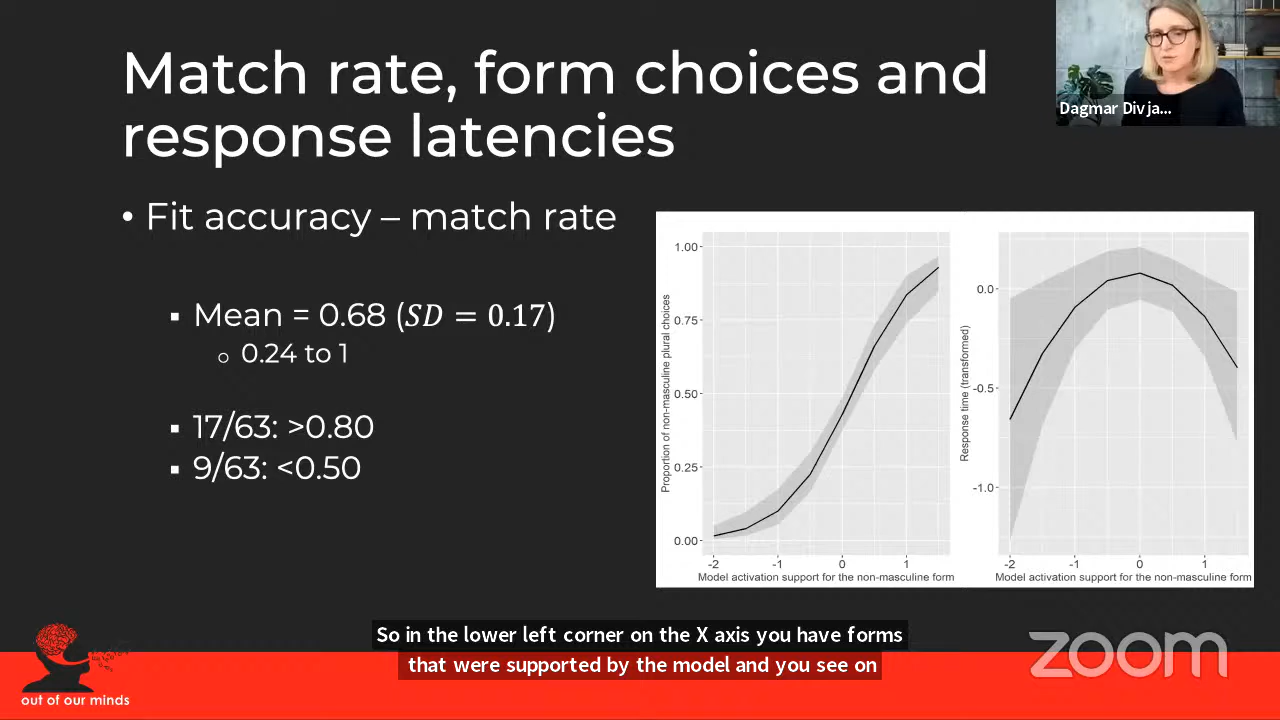 Match rate, form choices and
response latencies
Dagmar Divja...
• Fit accuracy – match rate
▪ Mean = 0.68 (SD = 0.17)
○ 0.24 to 1
▪ 17/63: >0.80
▪ 9/63: <0.50
Proportion of non-masculine plural choices
1.00
0.75
0.50
0.25
0.00
-2 -1 0 1
Model activation support for the non-masculine form
Response time (transformed)
0.0
-0.5
-1.0
-2 -1 0 1
Model activation support for the non-masculine form
So in the lower left corner on the X axis you have forms
that were supported by the model and you see on
out of our minds
zoom